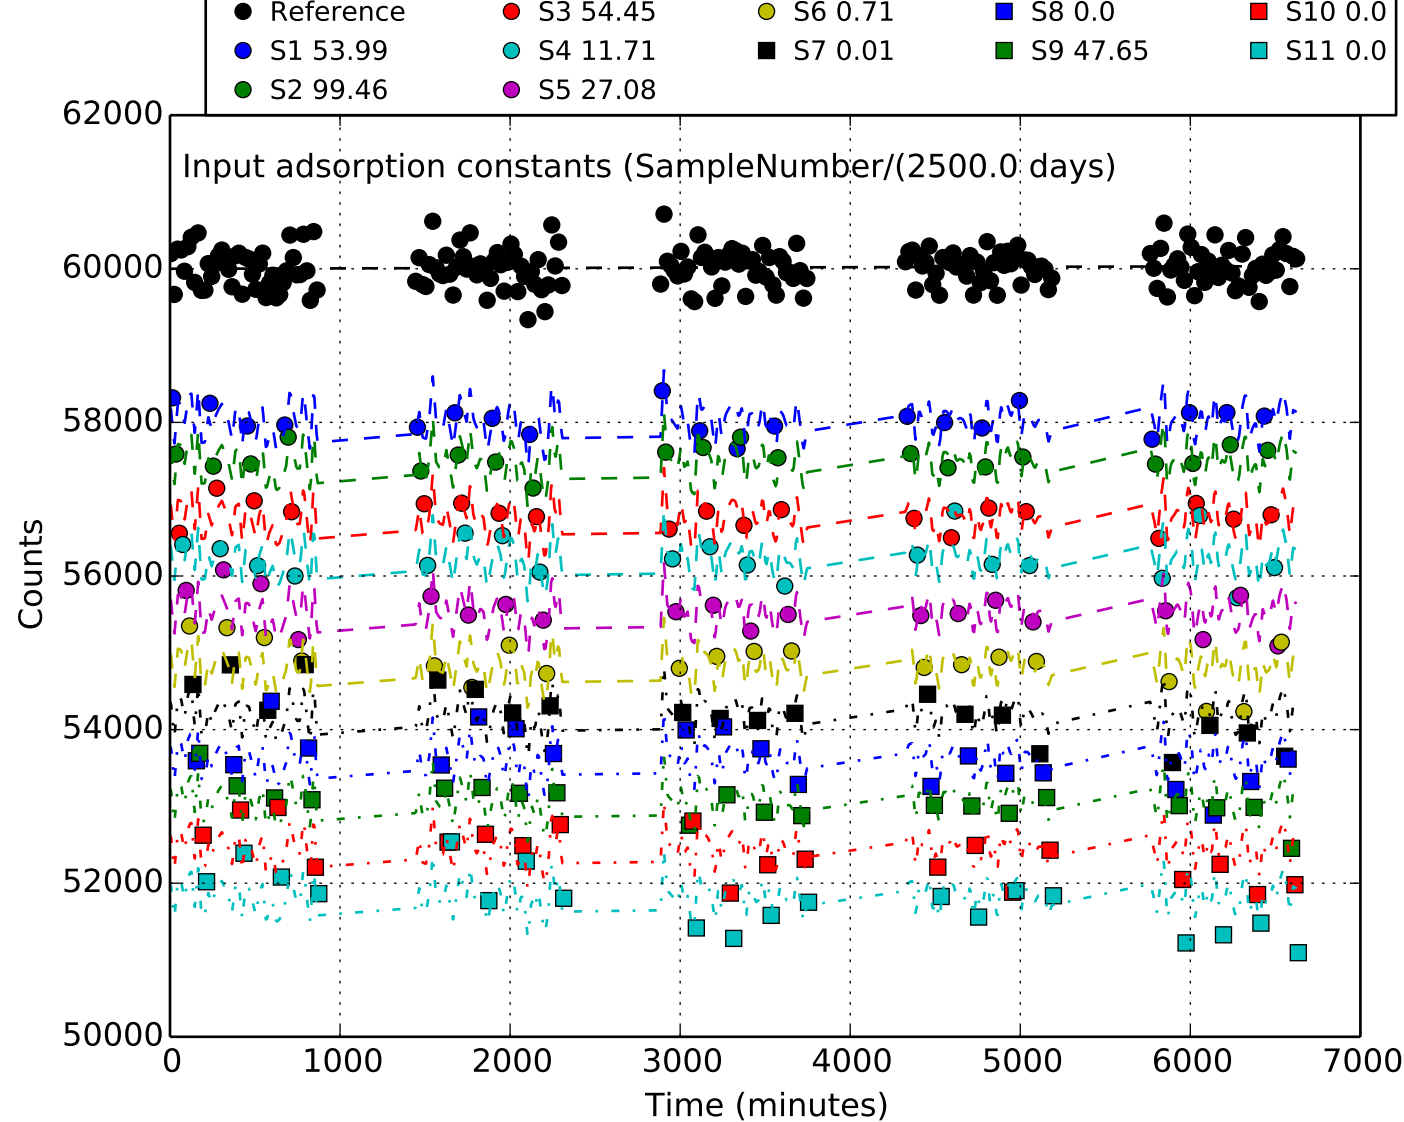 Reference S3 54.45 S6 0.71 S8 0.0 S10 0.0
S1 53.99 S4 11.71 S7 0.01 S9 47.65 S11 0.0
S2 99.46 S5 27.08
62000
Input adsorption constants (SampleNumber/(2500.0 days)
60000
58000
56000
54000
52000
50000
Counts
0 1000 2000 3000 4000 5000 6000 7000
Time (minutes)